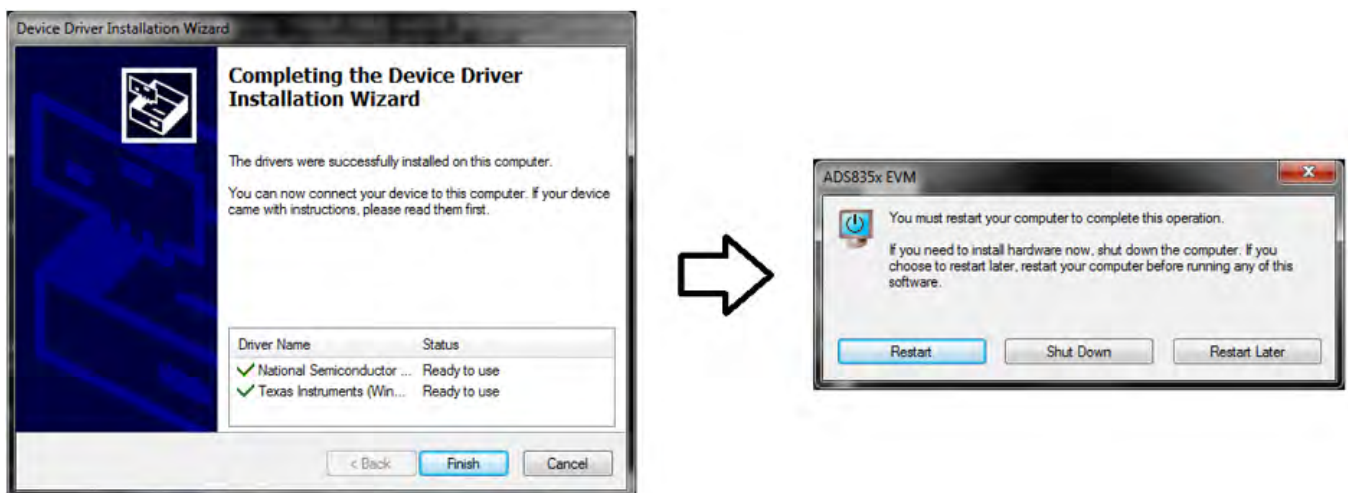 Device Driver Installation Wizard
Completing the Device Driver
Installation Wizard
The drivers were successfully installed on this computer.
You can now connect your device to this computer. If your device
came with instructions, please read them first.
Driver Name Status
National Semiconductor ... Ready to use
Texas Instruments (Win... Ready to use
< Back Finish Cancel
ADS835x EVM
You must restart your computer to complete this operation.
If you need to install hardware now, shut down the computer. If you
choose to restart later, restart your computer before running any of this
software.
Restart Shut Down Restart Later